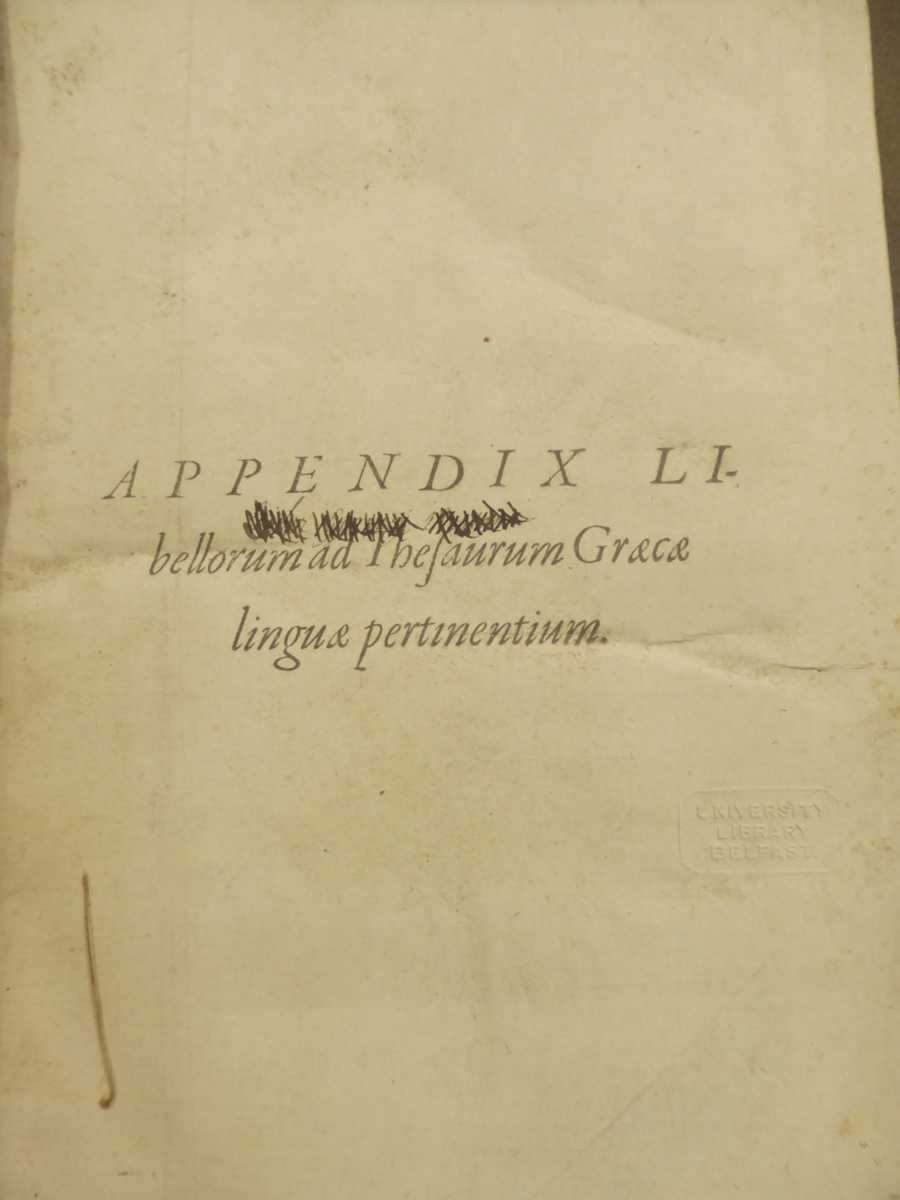 APPENDIX LI-
bellorum ad Theſaurum Græcæ
linguæ pertinentium.
UNIVERSITY
LIBRARY
BELFAST